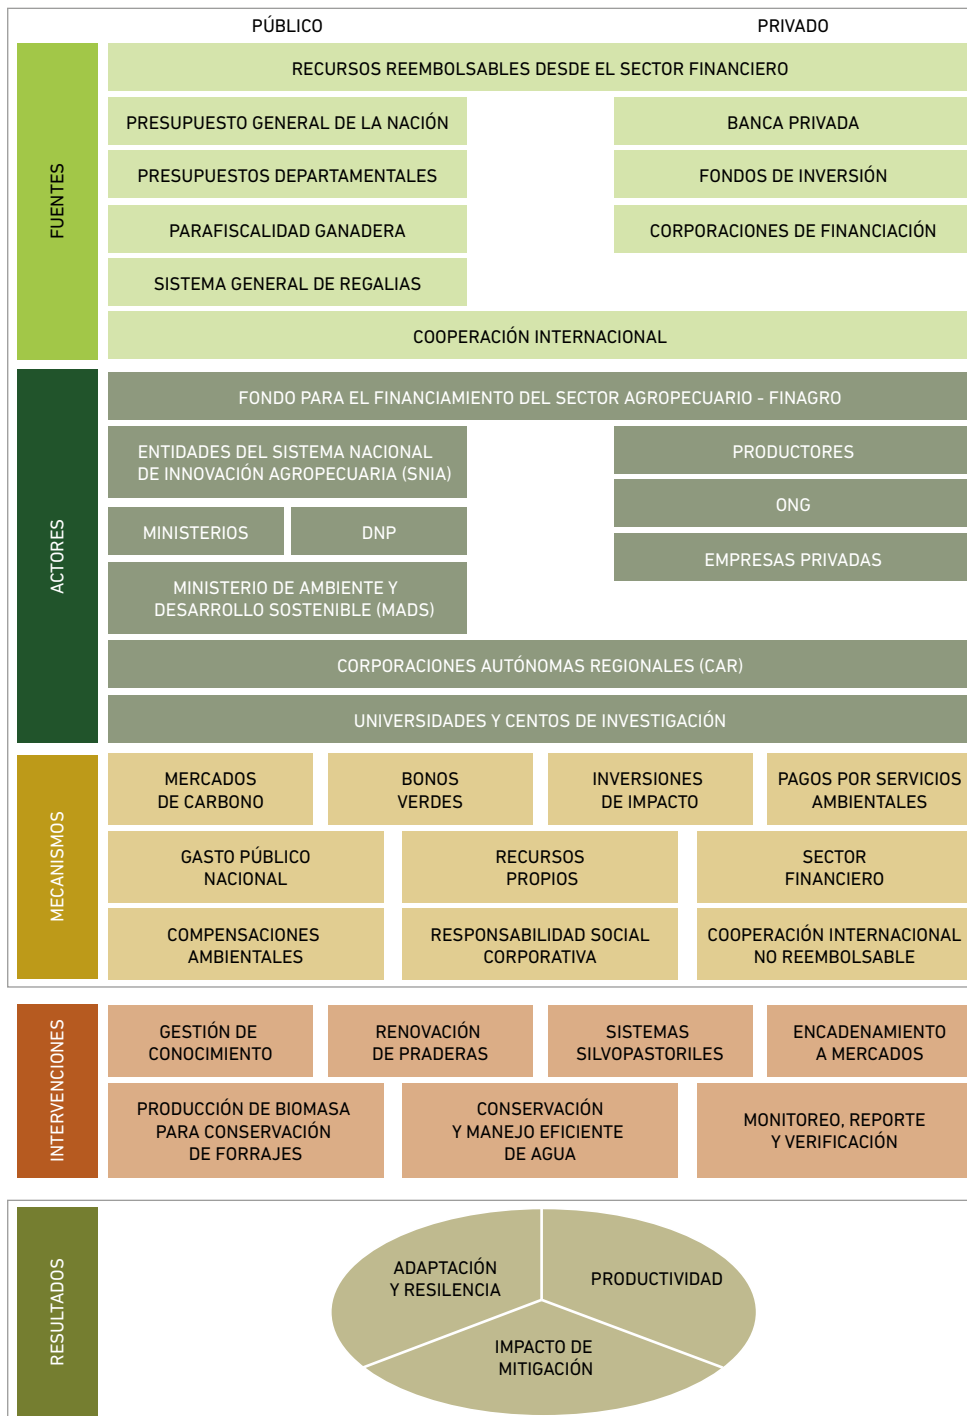 PÚBLICO
PRIVADO
FUENTES
RECURSOS REEMBOLSABLES DESDE EL SECTOR FINANCIERO
PRESUPUESTO GENERAL DE LA NACIÓN
BANCA PRIVADA
PRESUPUESTOS DEPARTAMENTALES
FONDOS DE INVERSIÓN
PARAFISCALIDAD GANADERA
CORPORACIONES DE FINANCIACIÓN
SISTEMA GENERAL DE REGALIAS
COOPERACIÓN INTERNACIONAL
ACTORES
FONDO PARA EL FINANCIAMIENTO DEL SECTOR AGROPECUARIO - FINAGRO
ENTIDADES DEL SISTEMA NACIONAL
DE INNOVACIÓN AGROPECUARIA (SNIA)
PRODUCTORES
ONG
MINISTERIOS
DNP
EMPRESAS PRIVADAS
MINISTERIO DE AMBIENTE Y
DESARROLLO SOSTENIBLE (MADS)
CORPORACIONES AUTÓNOMAS REGIONALES (CAR)
UNIVERSIDADES Y CENTOS DE INVESTIGACIÓN
MECANISMOS
MERCADOS
DE CARBONO
BONOS
VERDES
INVERSIONES
DE IMPACTO
PAGOS POR SERVICIOS
AMBIENTALES
GASTO PÚBLICO
NACIONAL
RECURSOS
PROPIOS
SECTOR
FINANCIERO
COMPENSACIONES
AMBIENTALES
RESPONSABILIDAD SOCIAL
CORPORATIVA
COOPERACIÓN INTERNACIONAL
NO REEMBOLSABLE
INTERVENCIONES
GESTIÓN DE
CONOCIMIENTO
RENOVACIÓN
DE PRADERAS
SISTEMAS
SILVOPASTORILES
ENCADENAMIENTO
A MERCADOS
PRODUCCIÓN DE BIOMASA
PARA CONSERVACIÓN
DE FORRAJES
CONSERVACIÓN
Y MANEJO EFICIENTE
DE AGUA
MONITOREO, REPORTE
Y VERIFICACIÓN
RESULTADOS
ADAPTACIÓN
Y RESILENCIA
PRODUCTIVIDAD
IMPACTO DE
MITIGACIÓN